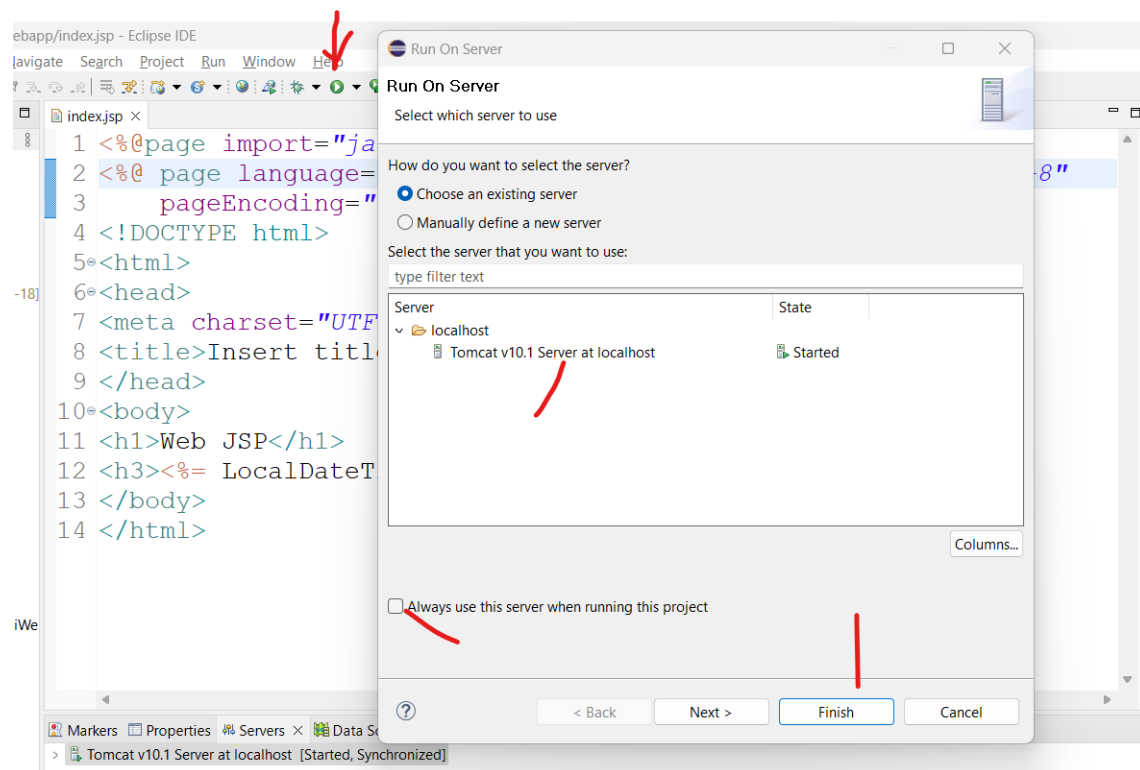 ebapp/index.jsp - Eclipse IDE
Navigate Search Project Run Window Help
index.jsp
1 <%@page import="ja
2 <%@ page language= -8"
3 pageEncoding="
4 <!DOCTYPE html>
5 <html>
6 <head>
7 <meta charset="UTF
8 <title>Insert titl
9 </head>
10 <body>
11 <h1>Web JSP</h1>
12 <h3><%= LocalDateT
13 </body>
14 </html>
-18]
iWe
Run On Server
Run On Server
Select which server to use
How do you want to select the server?
Choose an existing server
Manually define a new server
Select the server that you want to use:
type filter text
Server State
localhost
Tomcat v10.1 Server at localhost Started
Columns...
Always use this server when running this project
< Back Next > Finish Cancel
Markers Properties Servers Data So
Tomcat v10.1 Server at localhost [Started, Synchronized]